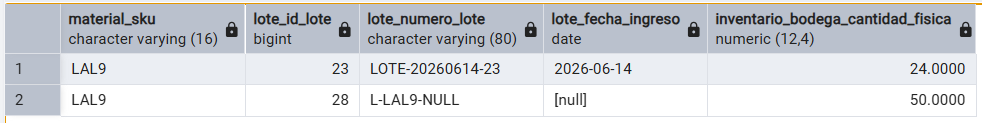 material_sku lote_id_lote lote_numero_lote lote_fecha_ingreso inventario_bodega_cantidad_fisica
character varying (16) bigint character varying (80) date numeric (12,4)
1 LAL9 23 LOTE-20260614-23 2026-06-14 24.0000
2 LAL9 28 L-LAL9-NULL [null] 50.0000